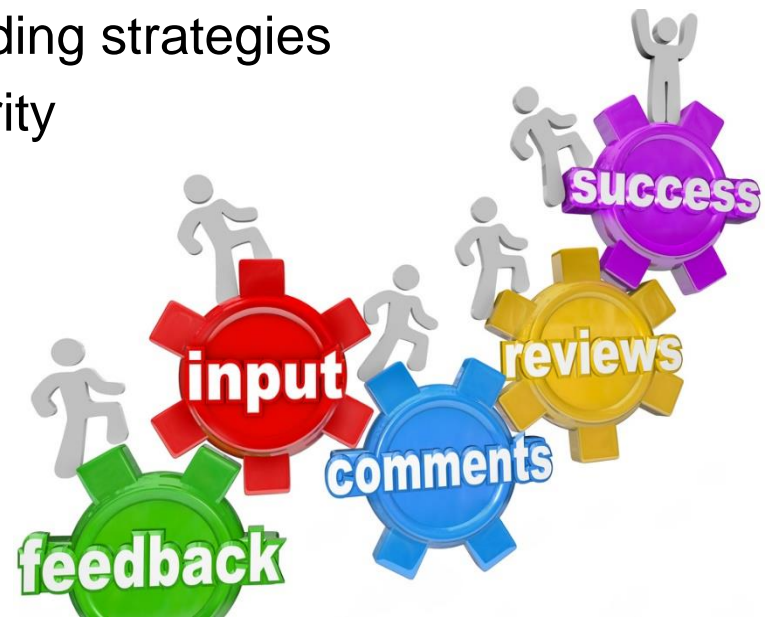 ding strategies
rity
success
reviews
input
comments
feedback